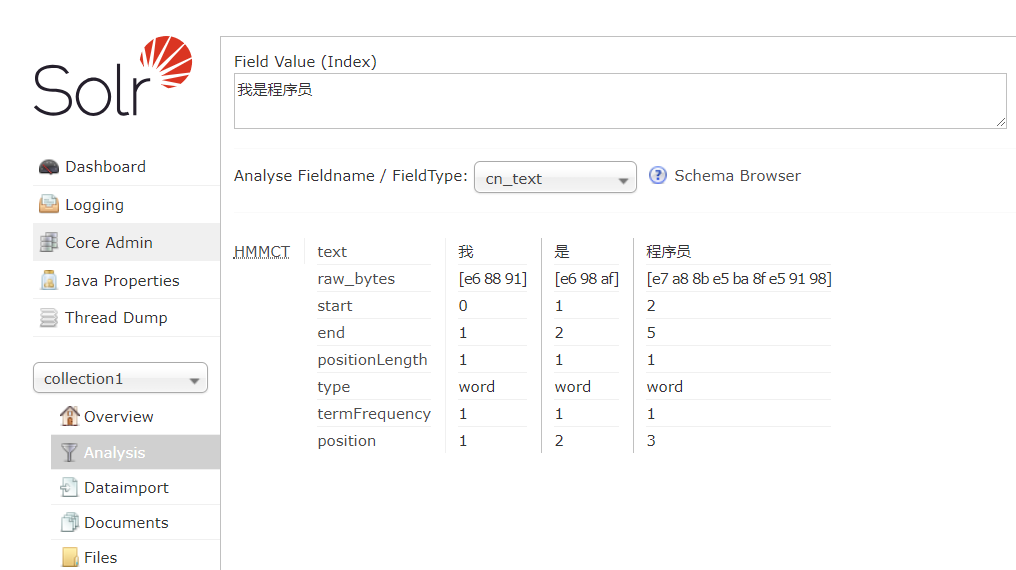 Solr
Dashboard
Logging
Core Admin
Java Properties
Thread Dump
collection1
Overview
Analysis
Dataimport
Documents
Files
Field Value (Index)
我是程序员
Analyse Fieldname / FieldType: cn_text ? Schema Browser
HMMCT text 我 是 程序员
raw_bytes [e6 88 91] [e6 98 af] [e7 a8 8b e5 ba 8f e5 91 98]
start 0 1 2
end 1 2 5
positionLength 1 1 1
type word word word
termFrequency 1 1 1
position 1 2 3